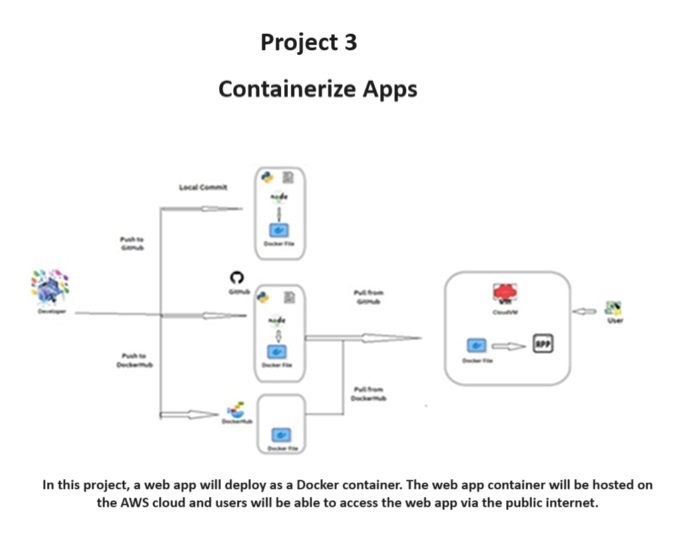 Project 3
Containerize Apps
Local Commit
node
Docker File
Push to
GitHub
GitHub
node
Docker File
Developer
Pull from
GitHub
CloudVM
Docker File
APP
User
Push to
DockerHub
Pull from
DockerHub
DockerHub
Docker File
In this project, a web app will deploy as a Docker container. The web app container will be hosted on
the AWS cloud and users will be able to access the web app via the public internet.